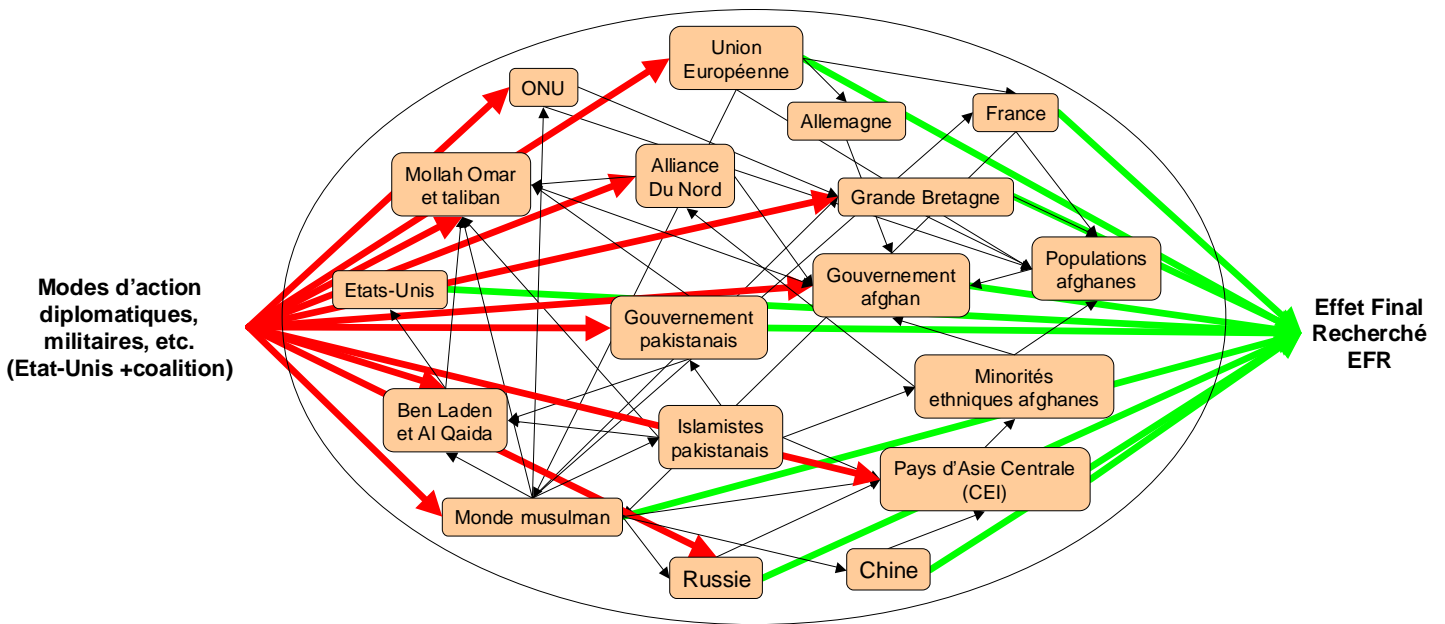 Union
Européenne
ONU
Allemagne
France
Mollah Omar
et taliban
Alliance
Du Nord
Grande Bretagne
Populations
afghanes
Etats-Unis
Gouvernement
afghan
Modes d’action
diplomatiques,
militaires, etc.
(Etat-Unis +coalition)
Gouvernement
pakistanais
Effet Final
Recherché
EFR
Minorités
ethniques afghanes
Ben Laden
et Al Qaida
Islamistes
pakistanais
Pays d’Asie Centrale
(CEI)
Monde musulman
Russie
Chine